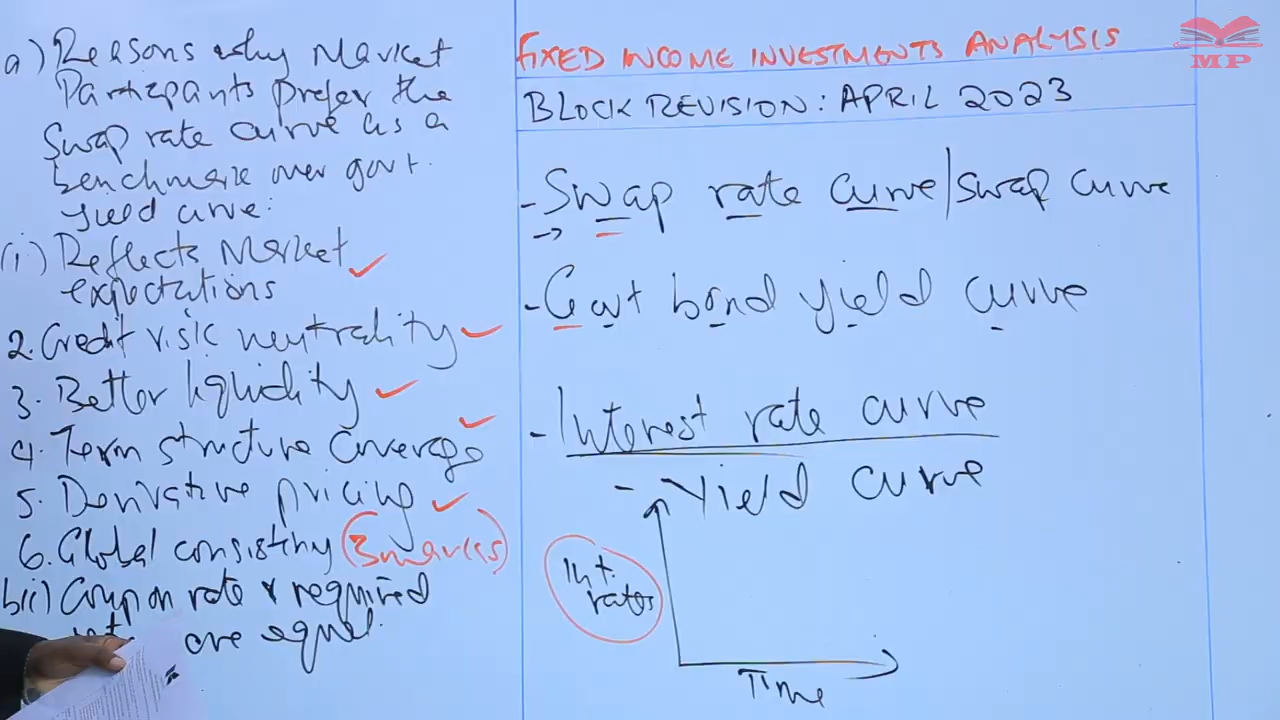 a) Reasons why Market
Participants prefer the
Swap rate curve as a
benchmark over govt.
yield curve:
(i) Reflects Market
expectations
2. Credit risk neutrality
3. Better liquidity
4. Term structure Coverage
5. Derivative pricing
6. Global consisting (3 marks)
b(i) Coupon rate & required
are equal.
FIXED INCOME INVESTMENTS ANALYSIS
MP
BLOCK REVISION: APRIL 2023
- Swap rate curve/swap curve
- Govt bond yield curve
- Interest rate curve
- Yield curve
Int.
rates
Time